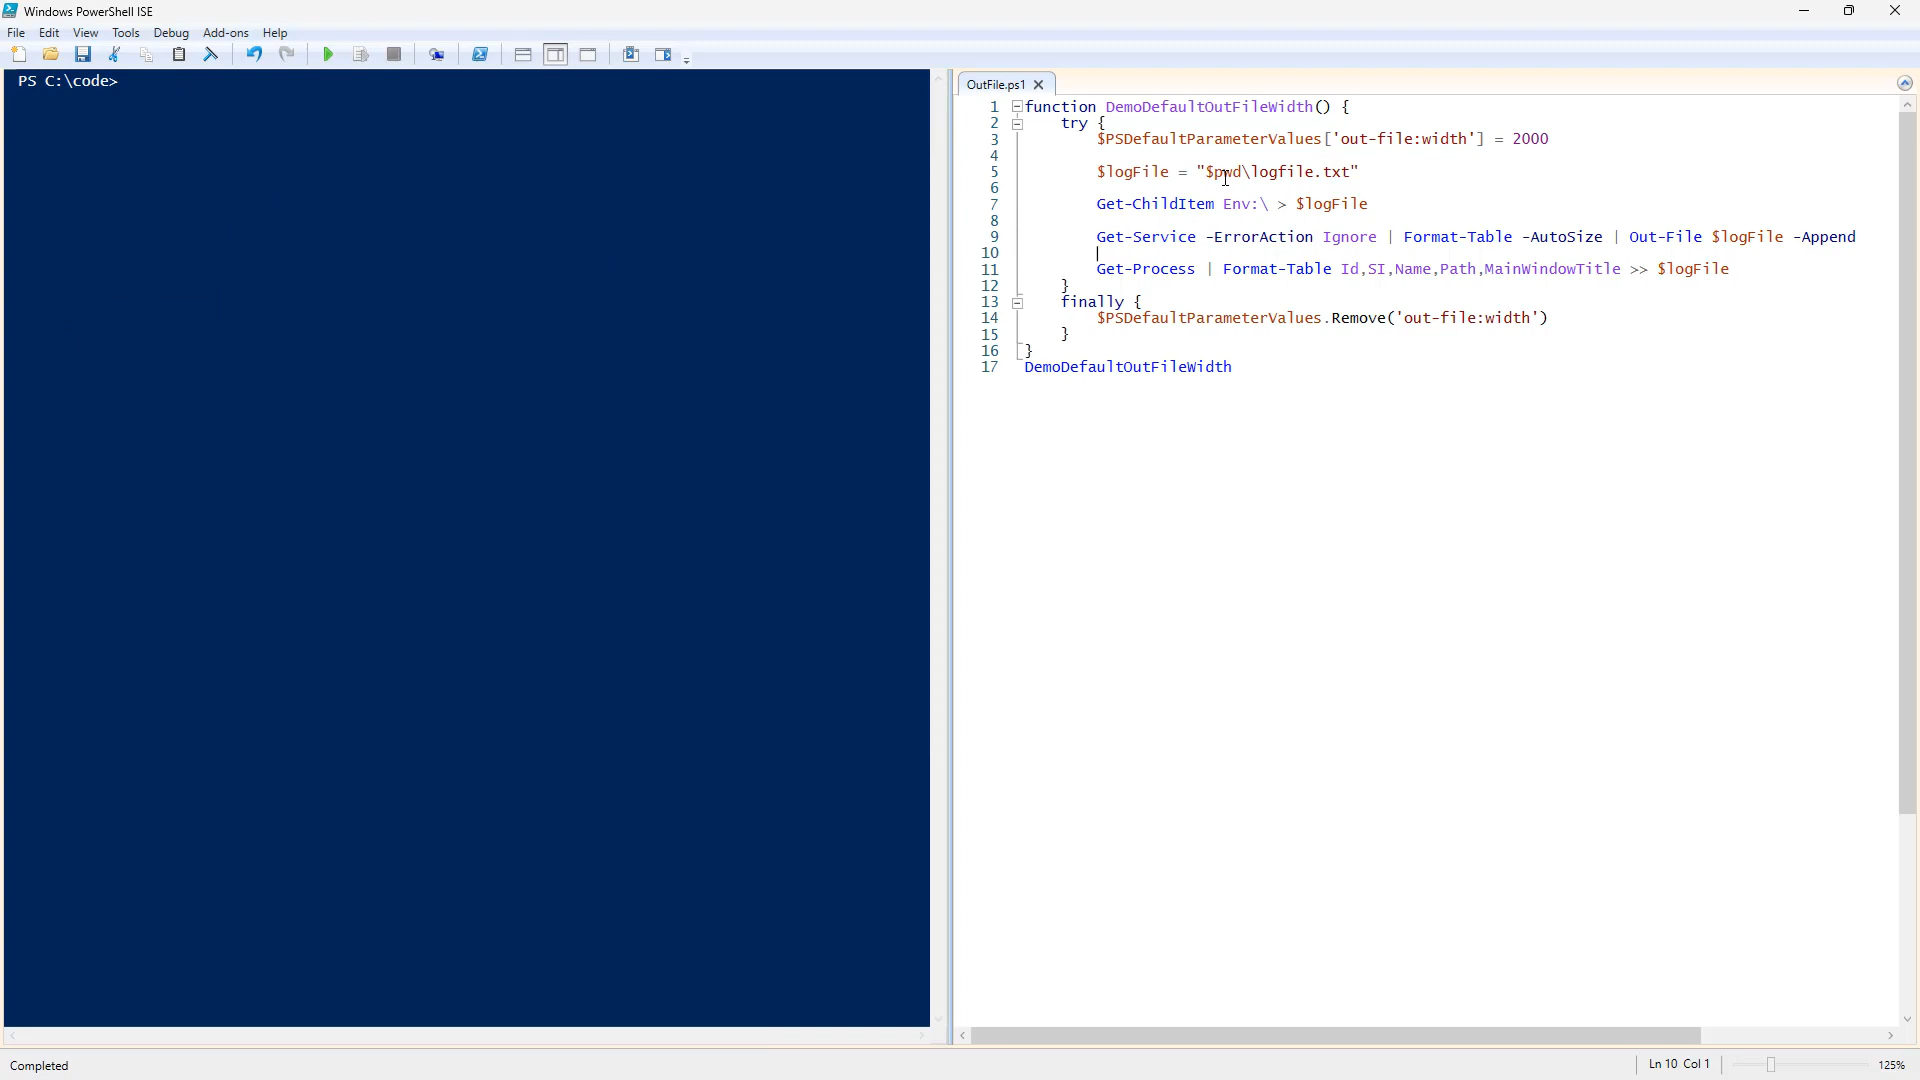 Windows PowerShell ISE
File Edit View Tools Debug Add-ons Help
PS C:\code>
OutFile.ps1
1 function DemoDefaultOutFileWidth() {
2 try {
3 $PSDefaultParameterValues['out-file:width'] = 2000
4
5 $logFile = "$pwd\logfile.txt"
6
7 Get-ChildItem Env:\ > $logFile
8
9 Get-Service -ErrorAction Ignore | Format-Table -AutoSize | Out-File $logFile -Append
10
11 Get-Process | Format-Table Id,SI,Name,Path,MainWindowTitle >> $logFile
12 }
13 finally {
14 $PSDefaultParameterValues.Remove('out-file:width')
15 }
16 }
17 DemoDefaultOutFileWidth
Completed
Ln 10 Col 1
125%